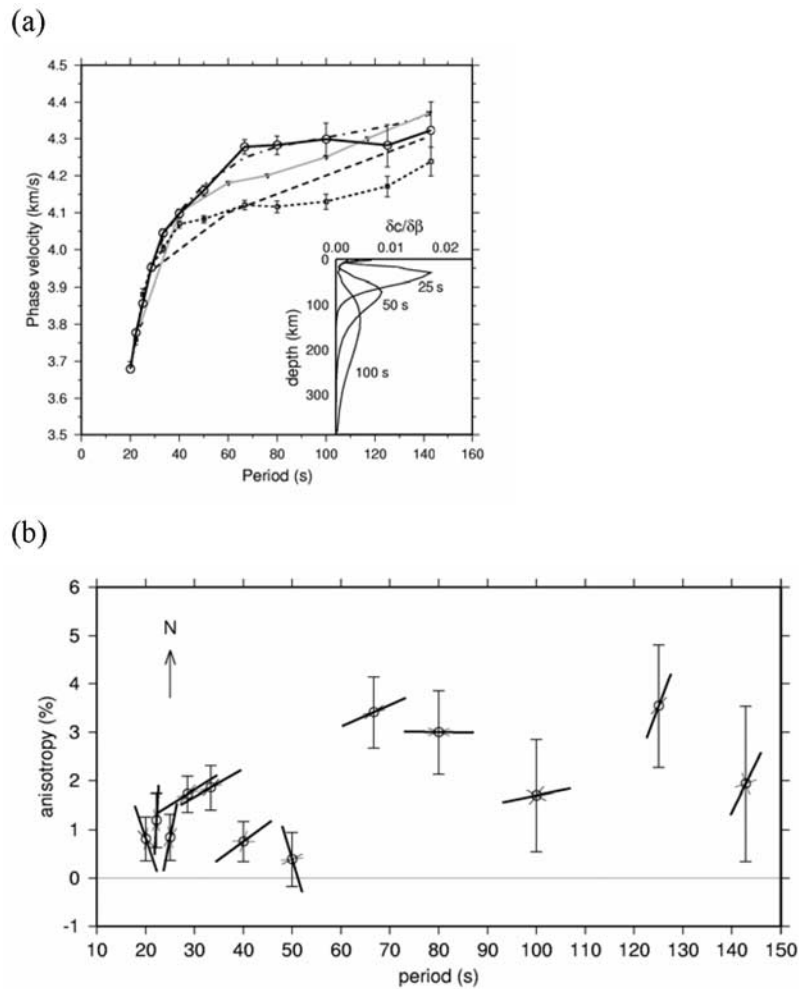 (a)
4.5
4.4
4.3
4.2
4.1
4.0
3.9
3.8
3.7
3.6
3.5
Phase velocity (km/s)
0 20 40 60 80 100 120 140 160
Period (s)
δc/δβ
0.00 0.01 0.02
0
100
200
300
depth (km)
25 s
50 s
100 s
(b)
6
5
4
3
2
1
0
-1
anisotropy (%)
N
10 20 30 40 50 60 70 80 90 100 110 120 130 140 150
period (s)